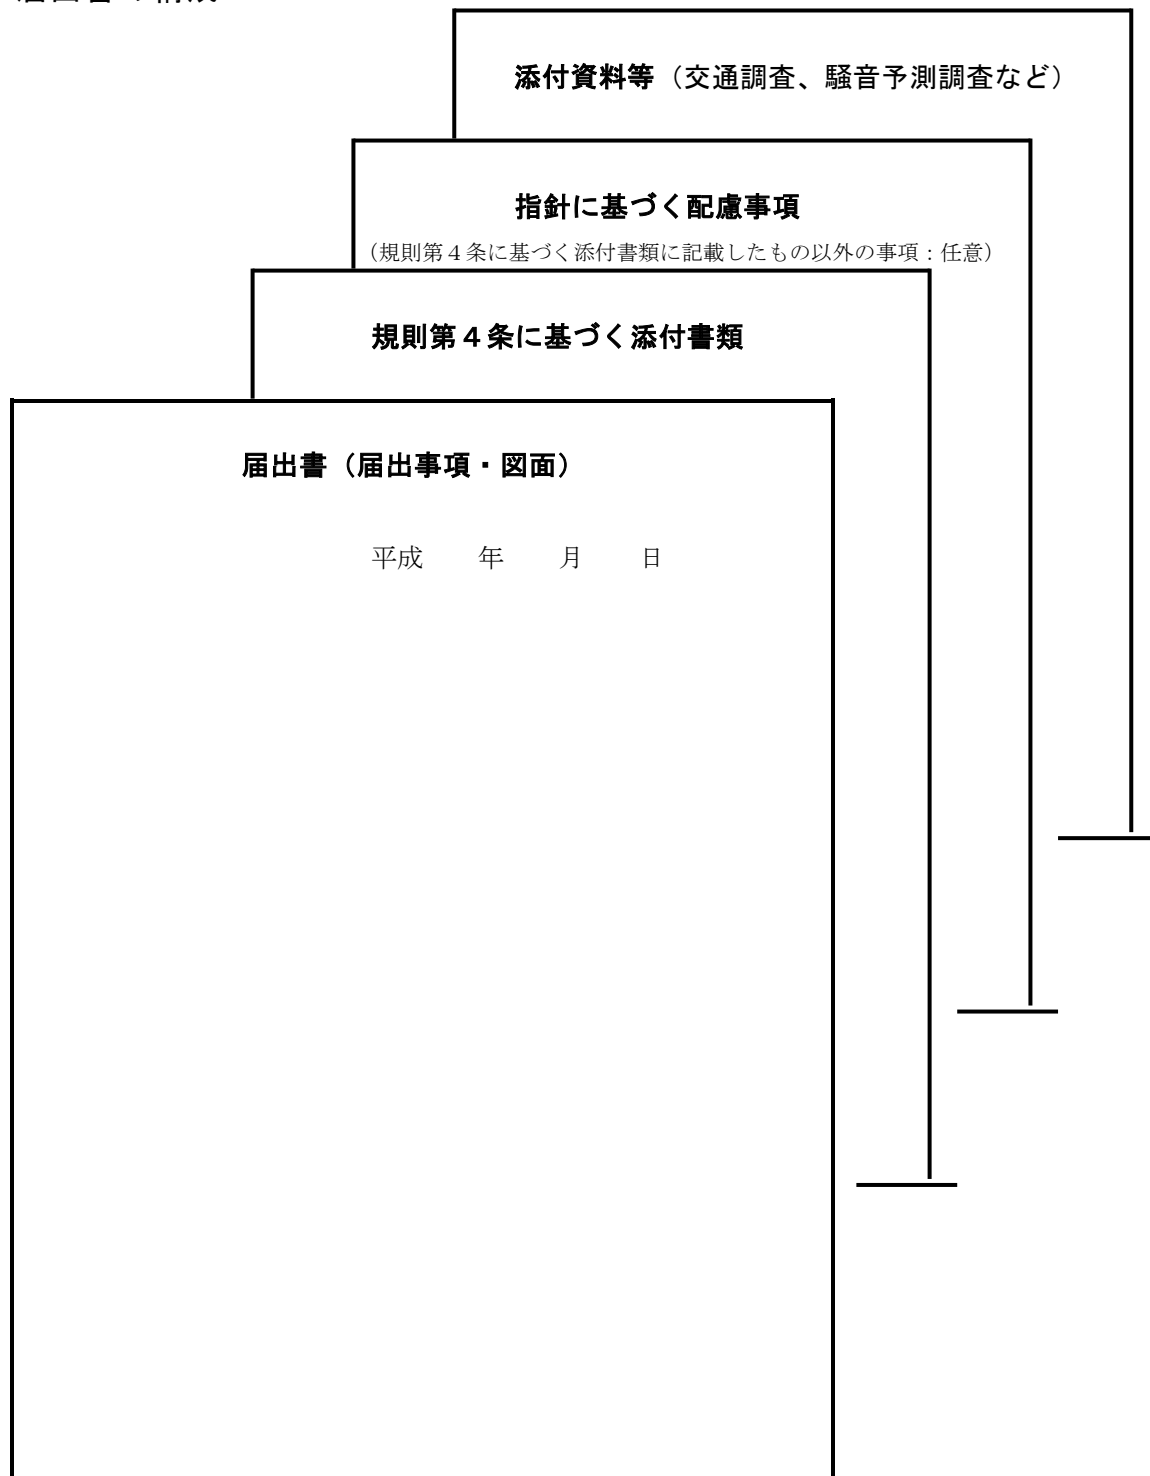 添付資料等（交通調査、騒音予測調査など）
指針に基づく配慮事項
（規則第４条に基づく添付書類に記載したもの以外の事項：任意）
規則第４条に基づく添付書類
届出書（届出事項・図面）
平成　　年　　月　　日